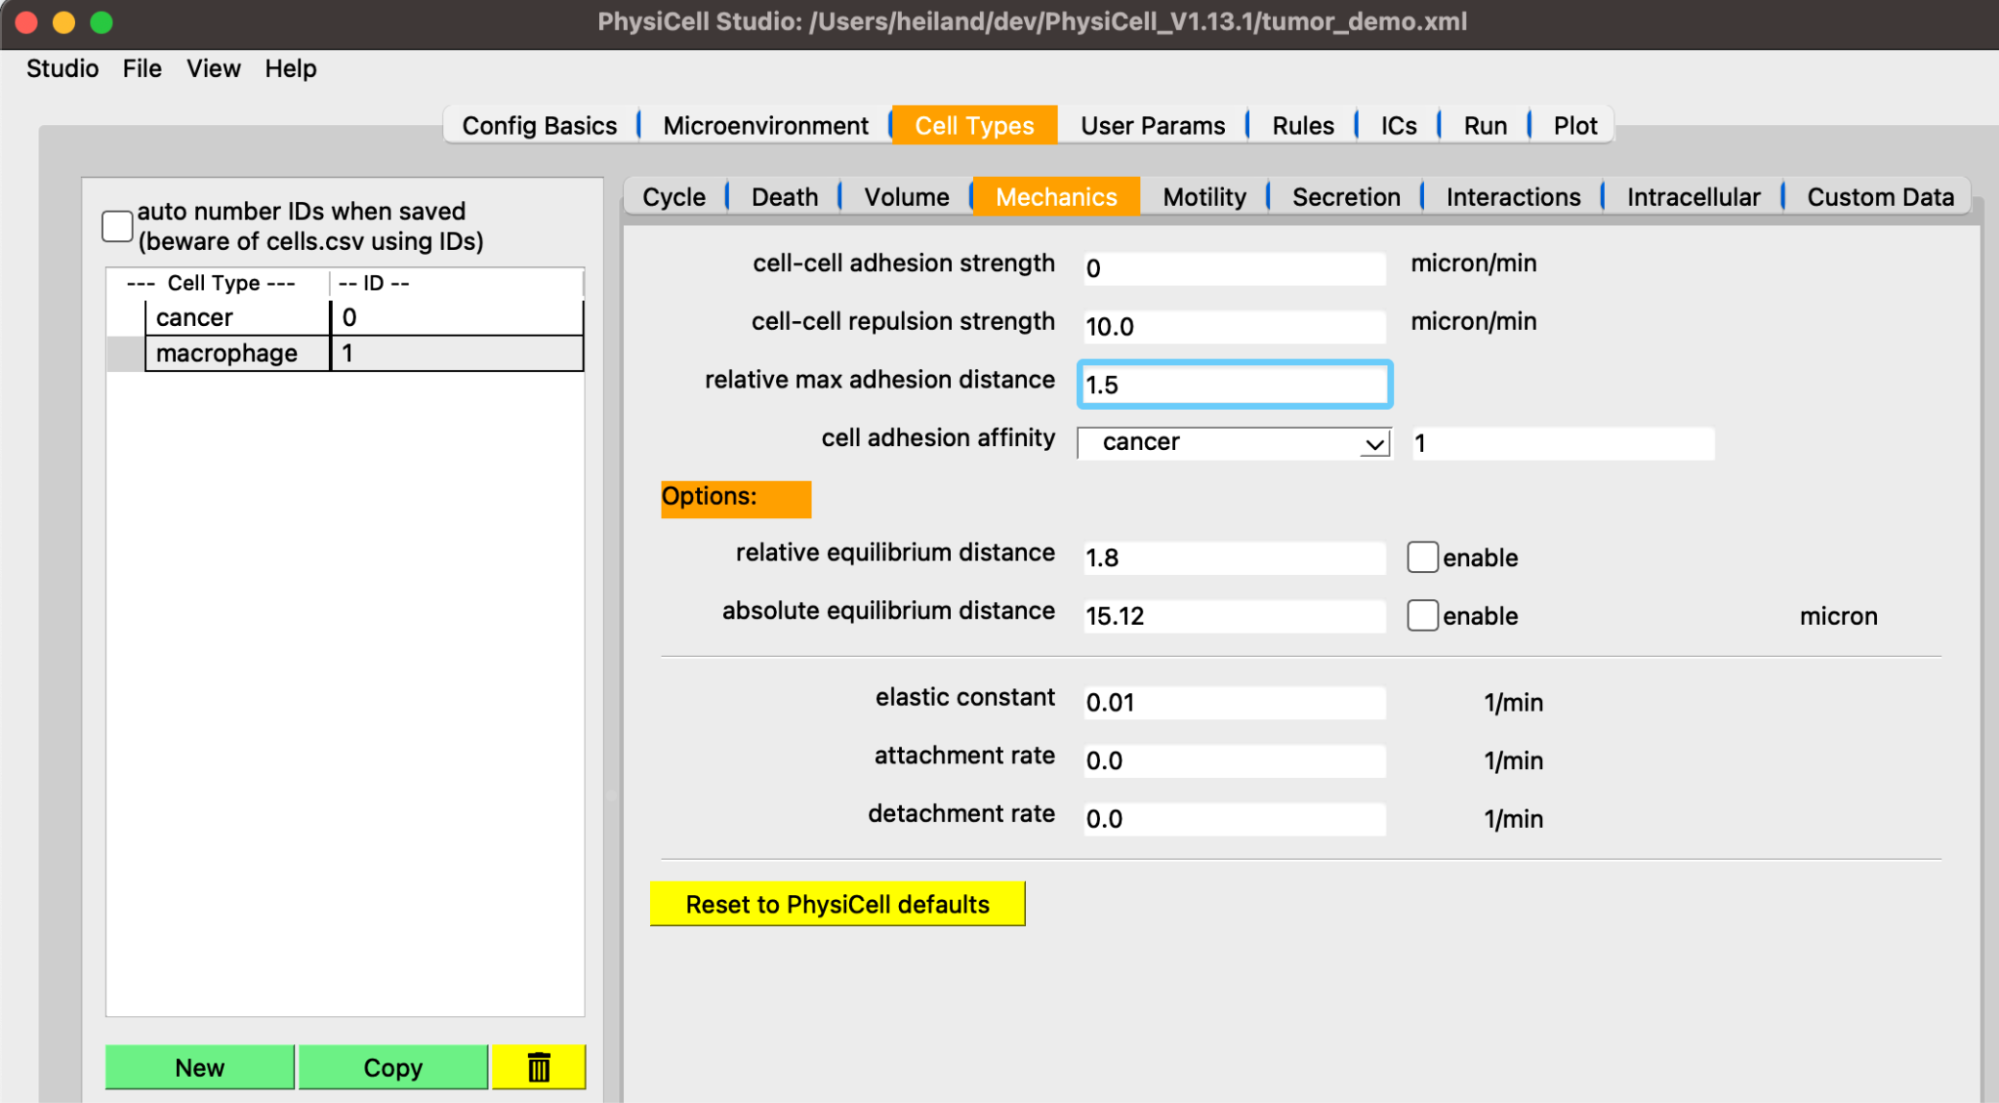 PhysiCell Studio: /Users/heiland/dev/PhysiCell_V1.13.1/tumor_demo.xml
Studio File View Help
Config Basics Microenvironment Cell Types User Params Rules ICs Run Plot
auto number IDs when saved
(beware of cells.csv using IDs)
--- Cell Type --- -- ID --
cancer 0
macrophage 1
New Copy
Cycle Death Volume Mechanics Motility Secretion Interactions Intracellular Custom Data
cell-cell adhesion strength 0 micron/min
cell-cell repulsion strength 10.0 micron/min
relative max adhesion distance 1.5
cell adhesion affinity cancer 1
Options:
relative equilibrium distance 1.8 enable
absolute equilibrium distance 15.12 enable micron
elastic constant 0.01 1/min
attachment rate 0.0 1/min
detachment rate 0.0 1/min
Reset to PhysiCell defaults